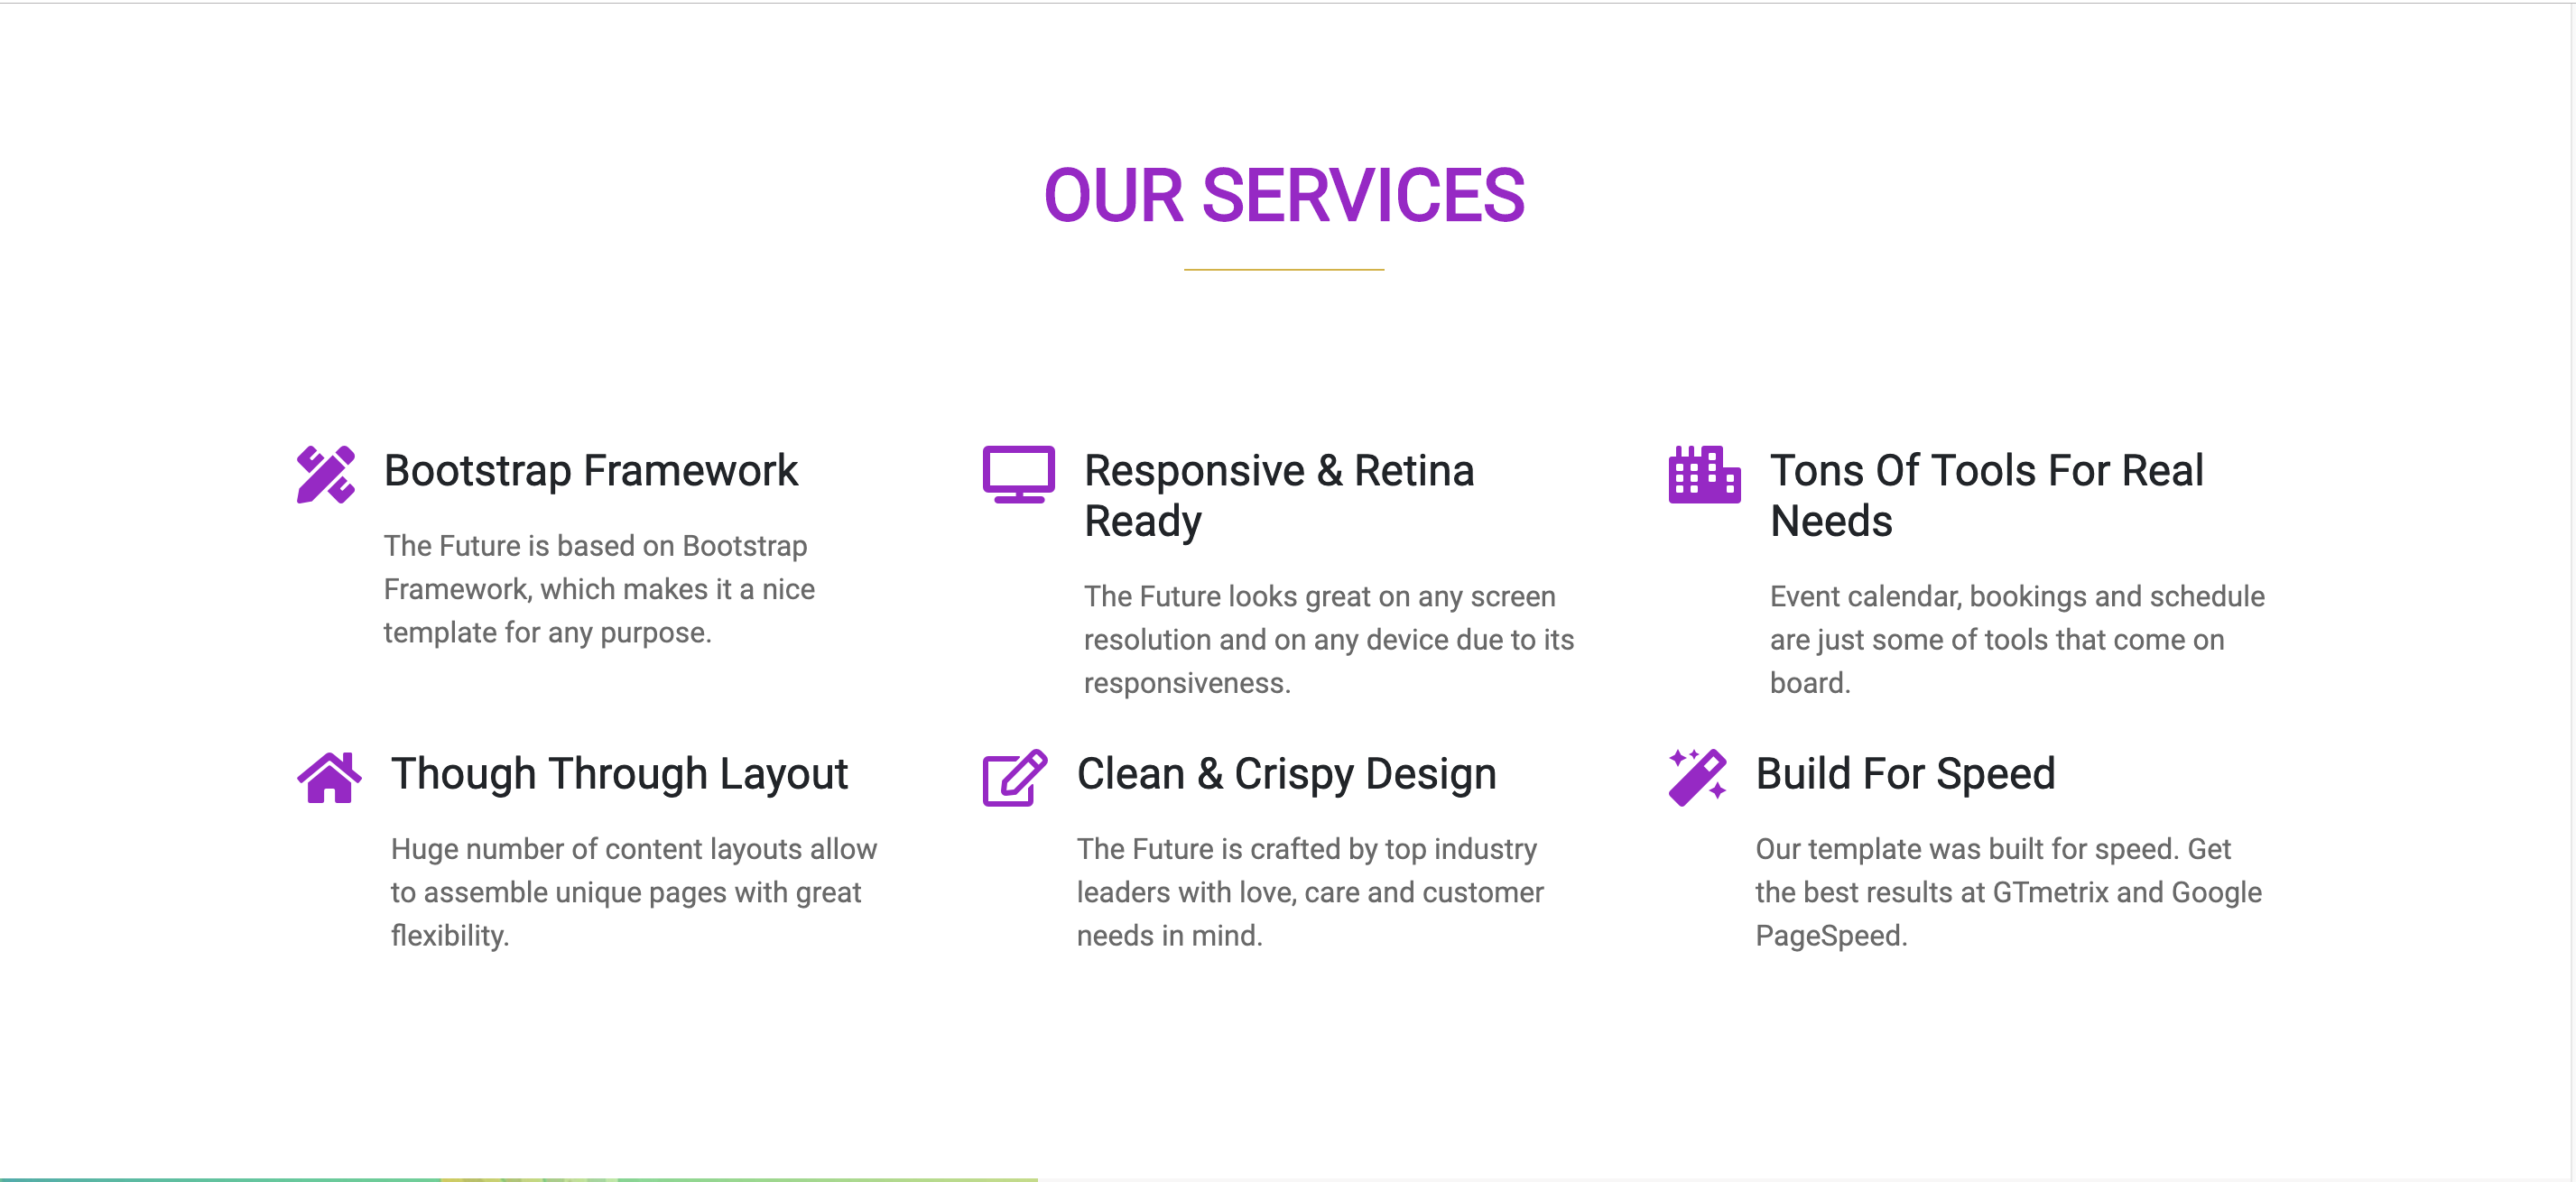 OUR SERVICES
Bootstrap Framework
The Future is based on Bootstrap
Framework, which makes it a nice
template for any purpose.
Responsive & Retina
Ready
The Future looks great on any screen
resolution and on any device due to its
responsiveness.
Tons Of Tools For Real
Needs
Event calendar, bookings and schedule
are just some of tools that come on
board.
Though Through Layout
Huge number of content layouts allow
to assemble unique pages with great
flexibility.
Clean & Crispy Design
The Future is crafted by top industry
leaders with love, care and customer
needs in mind.
Build For Speed
Our template was built for speed. Get
the best results at GTmetrix and Google
PageSpeed.